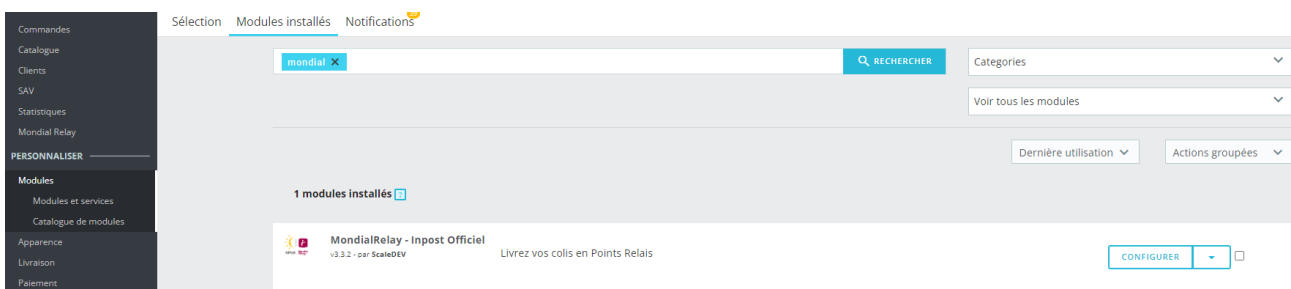 Commandes
Catalogue
Clients
SAV
Statistiques
Mondial Relay
PERSONNALISER
Modules
Modules et services
Catalogue de modules
Apparence
Livraison
Paiement
Sélection Modules installés Notifications
mondial X
RECHERCHER
Categories
Voir tous les modules
Dernière utilisation
Actions groupées
1 modules installés ?
MondialRelay - Inpost Officiel
v3.3.2 - par ScaleDEV
Livrez vos colis en Points Relais
CONFIGURER